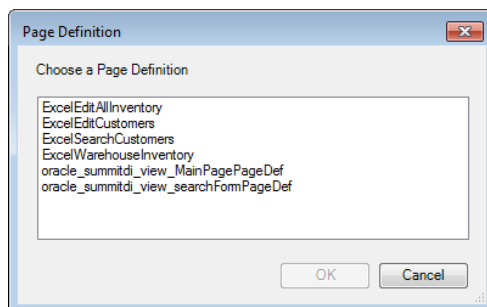 Page Definition
Choose a Page Definition
ExcelEditAllInventory
ExcelEditCustomers
ExcelSearchCustomers
ExcelWarehouseInventory
oracle_summitdi_view_MainPagePageDef
oracle_summitdi_view_searchFormPageDef
OK Cancel